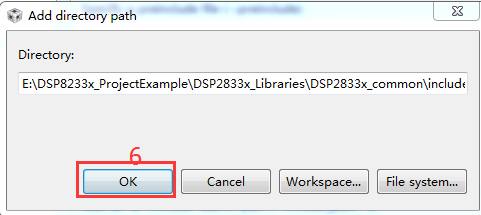 Add directory path
Directory:
E:\DSP8233x_ProjectExample\DSP2833x_Libraries\DSP2833x_common\include
6
OK Cancel Workspace... File system...